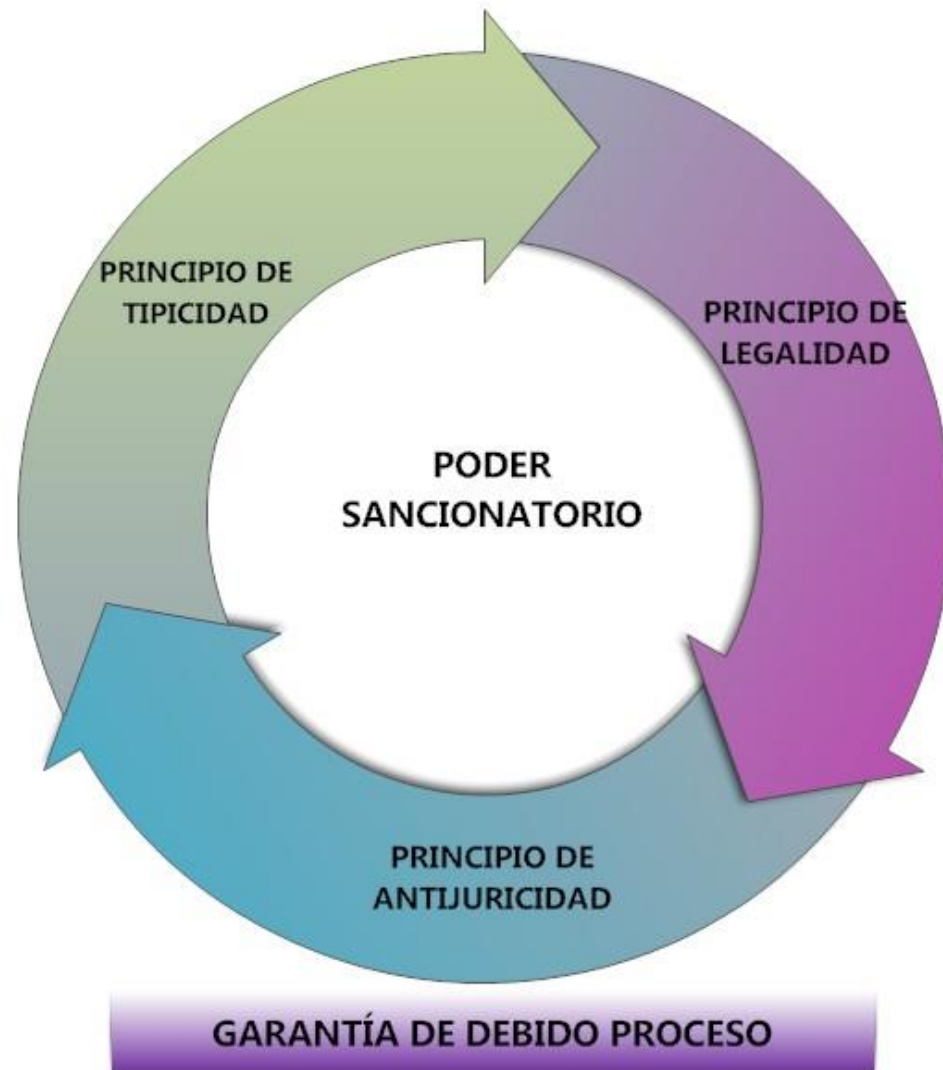 PRINCIPIO DE
TIPICIDAD
PRINCIPIO DE
LEGALIDAD
PODER
SANCIONATORIO
PRINCIPIO DE
ANTIJURICIDAD
GARANTÍA DE DEBIDO PROCESO